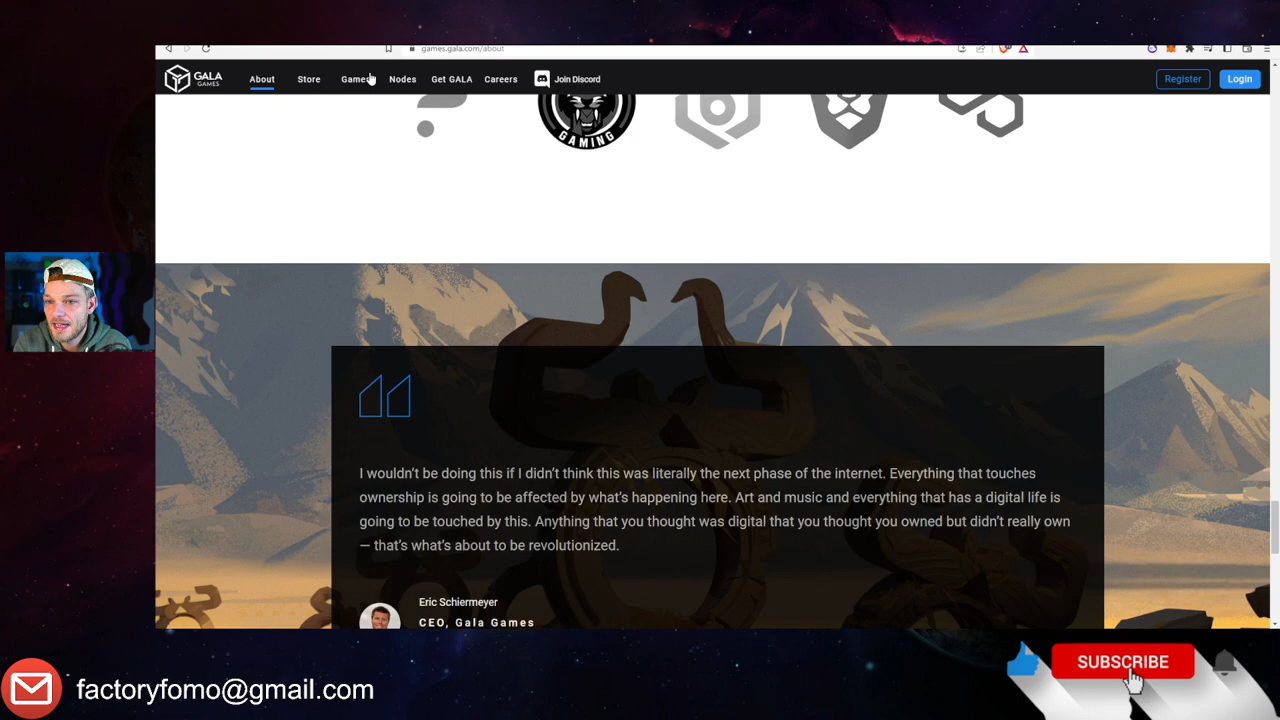 games.gala.com/about
GALA
GAMES
About Store Games Nodes Get GALA Careers Join Discord Register Login
GAMING
I wouldn't be doing this if I didn't think this was literally the next phase of the internet. Everything that touches
ownership is going to be affected by what's happening here. Art and music and everything that has a digital life is
going to be touched by this. Anything that you thought was digital that you thought you owned but didn't really own
— that's what's about to be revolutionized.
Eric Schiermeyer
CEO, Gala Games
SUBSCRIBE
factoryfomo@gmail.com